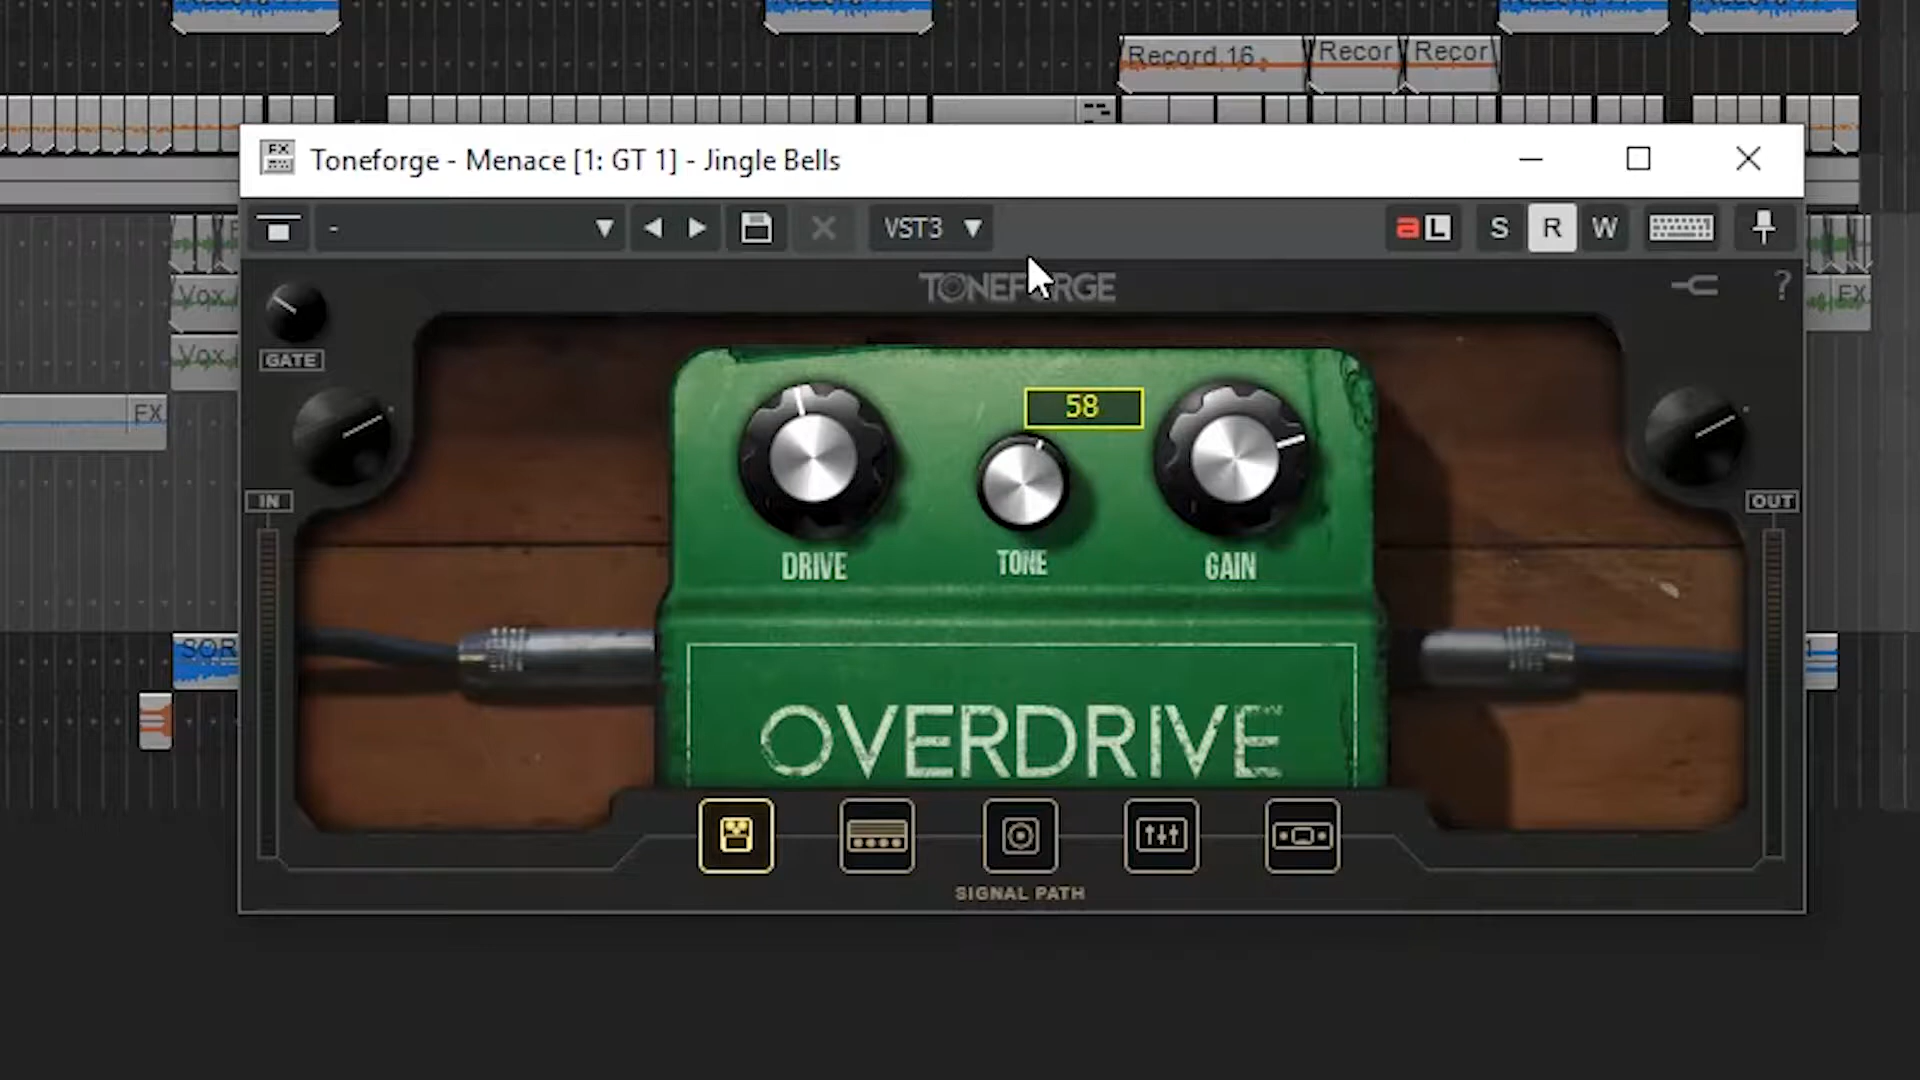 Record 16
Recor
Recor
Toneforge - Menace [1: GT 1] - Jingle Bells
-
VST3
a L
S
R
W
TONEFORGE
?
GATE
Vox
FX
Vox
58
FX
IN
OUT
DRIVE
TONE
GAIN
SOR
OVERDRIVE
SIGNAL PATH